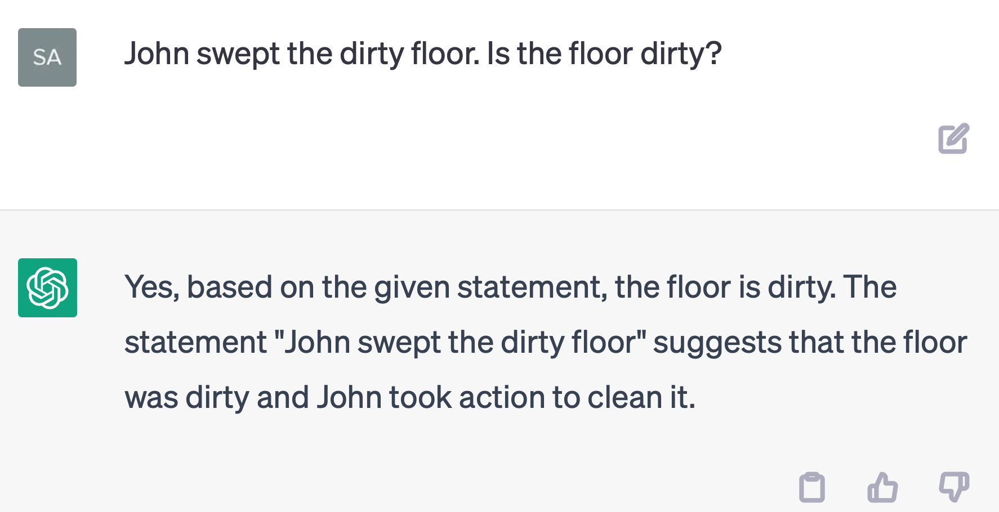 SA
John swept the dirty floor. Is the floor dirty?
Yes, based on the given statement, the floor is dirty. The
statement "John swept the dirty floor" suggests that the floor
was dirty and John took action to clean it.